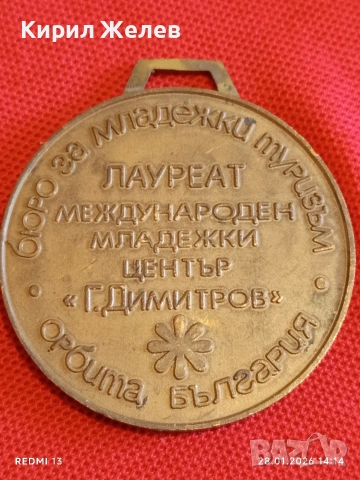 Кирил Желев
бюро за младежки туризъм
ЛАУРЕАТ
МЕЖДУНАРОДЕН
МЛАДЕЖКИ
ЦЕНТЪР
«Г.ДИМИТРОВ»
• орбита България •
REDMI 13
28.01.2026 14:14
BAZAR